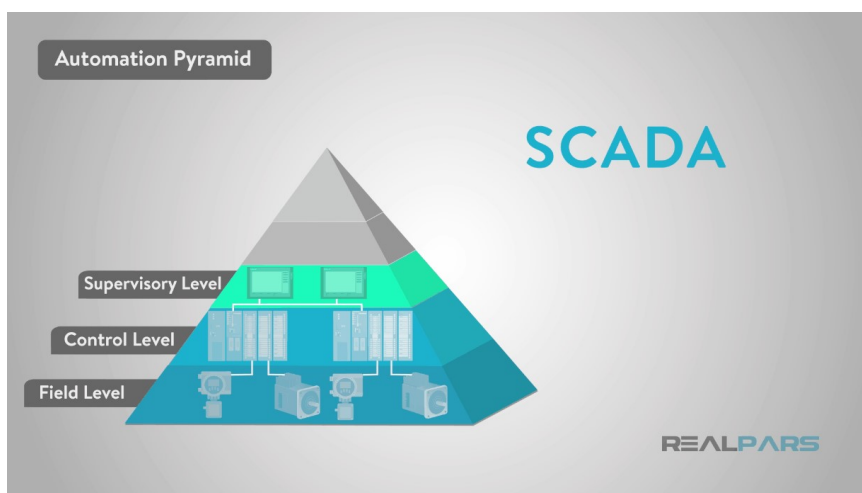 Automation Pyramid
SCADA
Supervisory Level
Control Level
Field Level
REALPARS